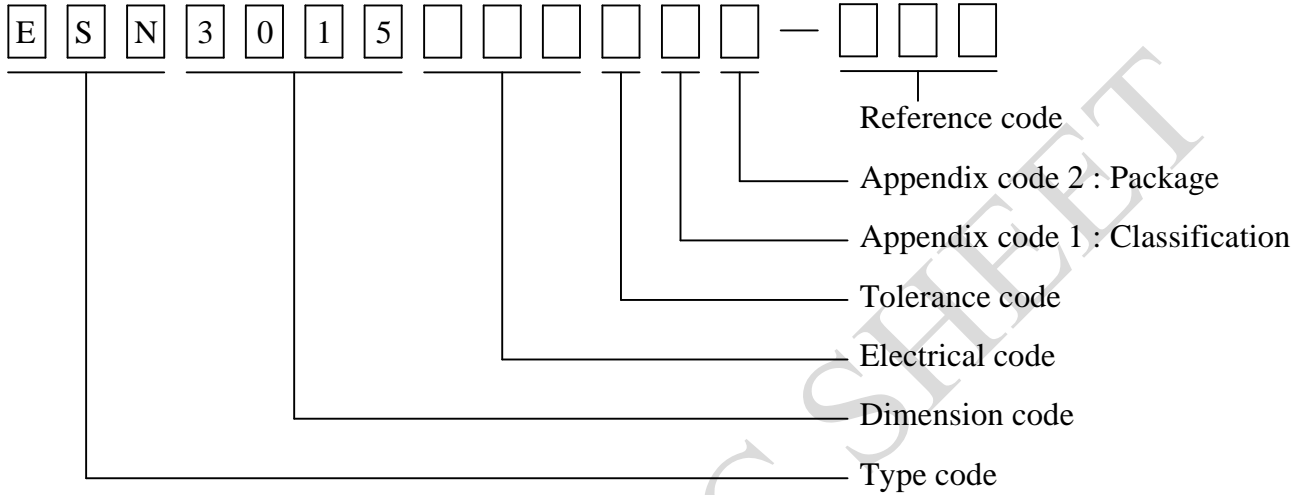 E S N 3 0 1 5 —
Reference code
Appendix code 2 : Package
Appendix code 1 : Classification
Tolerance code
Electrical code
Dimension code
Type code
C SHEET